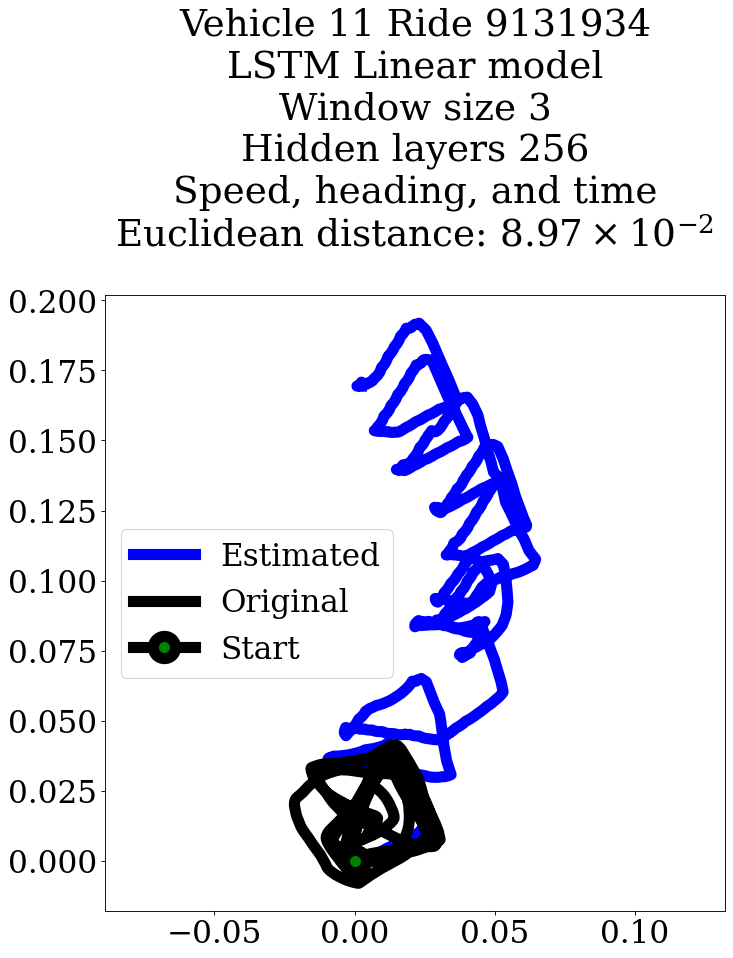 Vehicle 11 Ride 9131934
LSTM Linear model
Window size 3
Hidden layers 256
Speed, heading, and time
Euclidean distance: 8.97 × 10⁻²
0.200
0.175
0.150
0.125
0.100
0.075
0.050
0.025
0.000
Estimated
Original
Start
−0.05 0.00 0.05 0.10